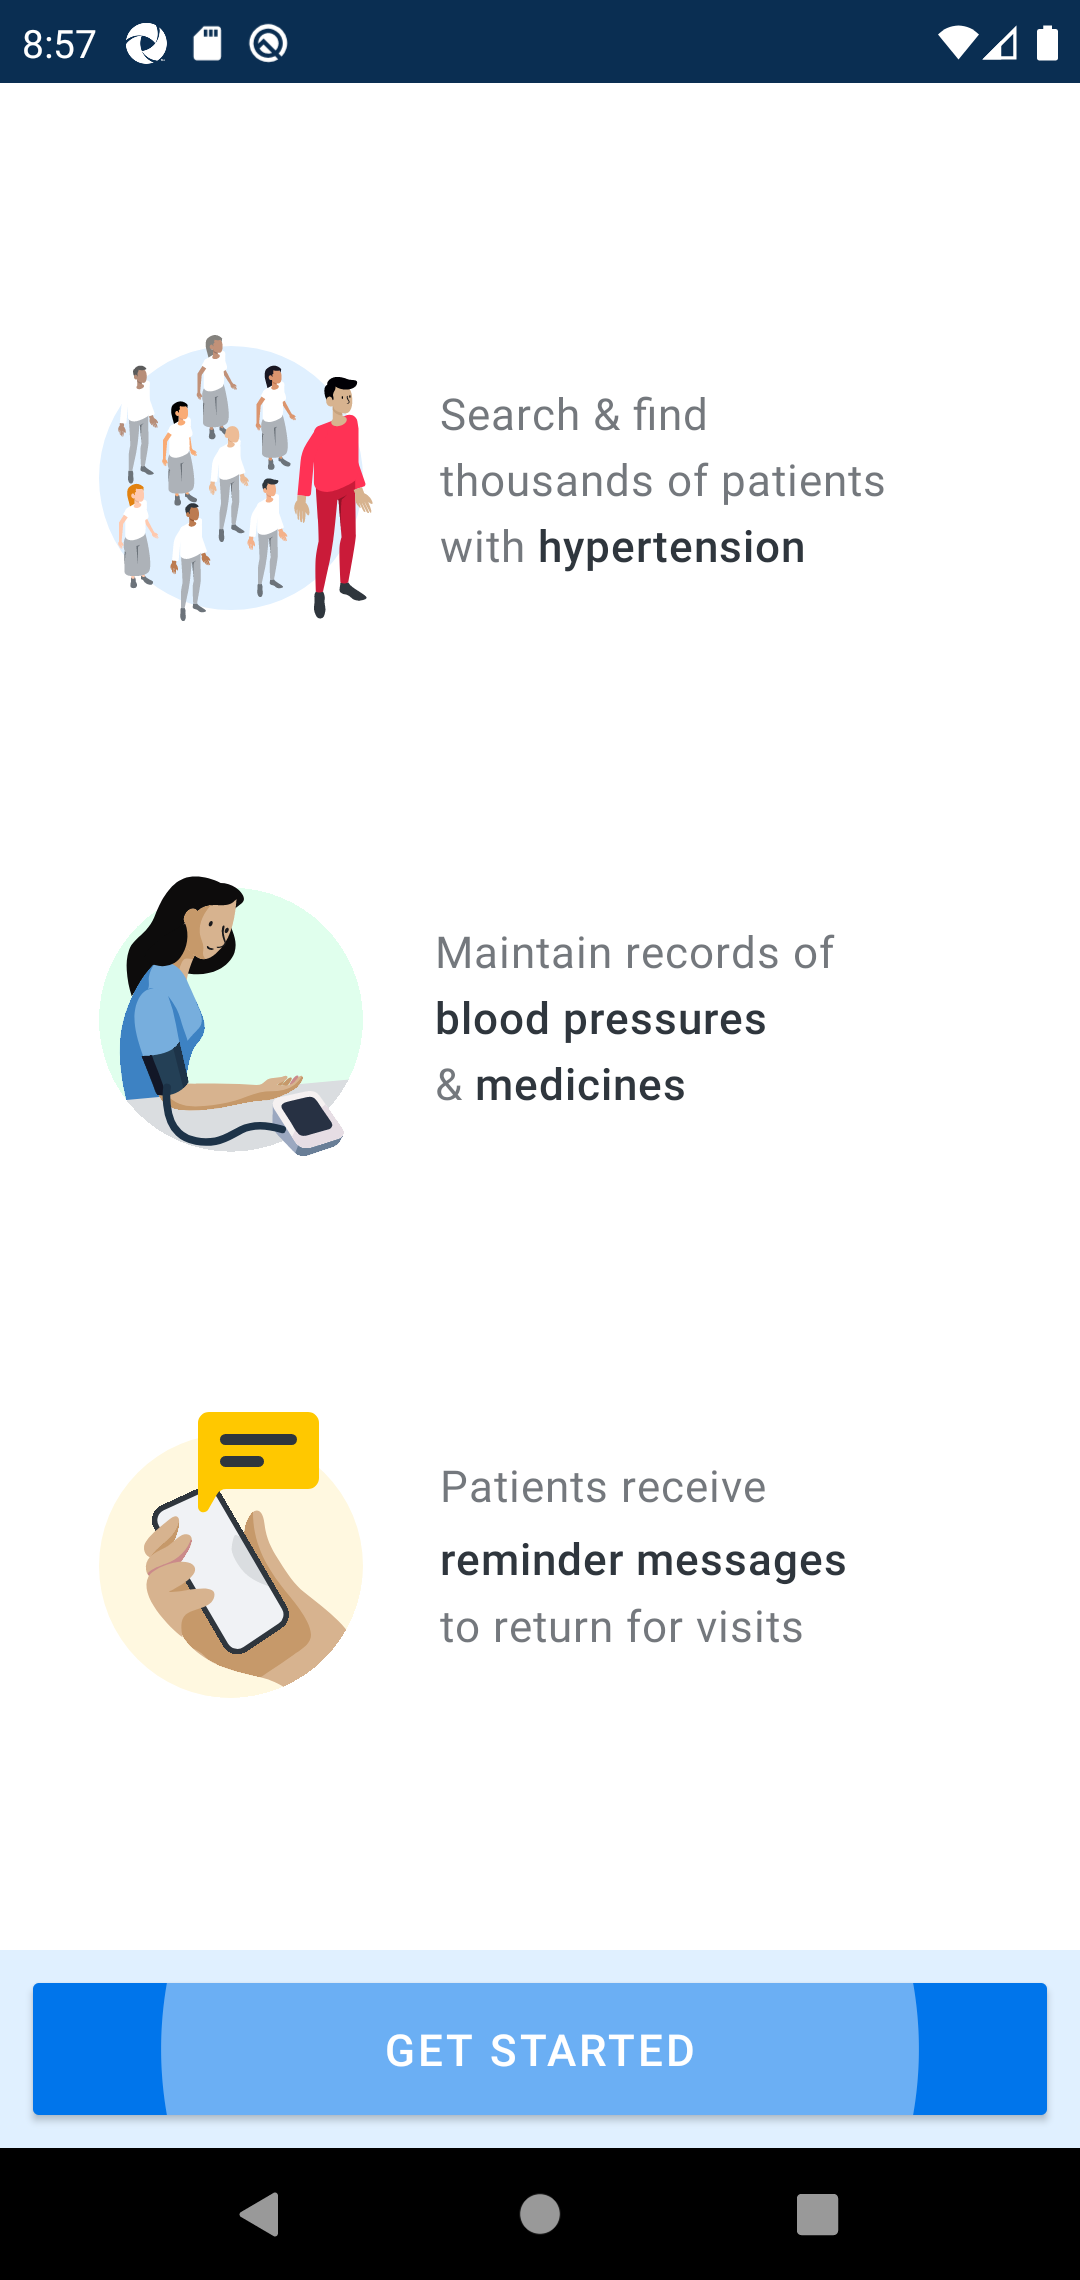 8:57
Search & find
thousands of patients
with hypertension
Maintain records of
blood pressures
& medicines
Patients receive
reminder messages
to return for visits
GET STARTED